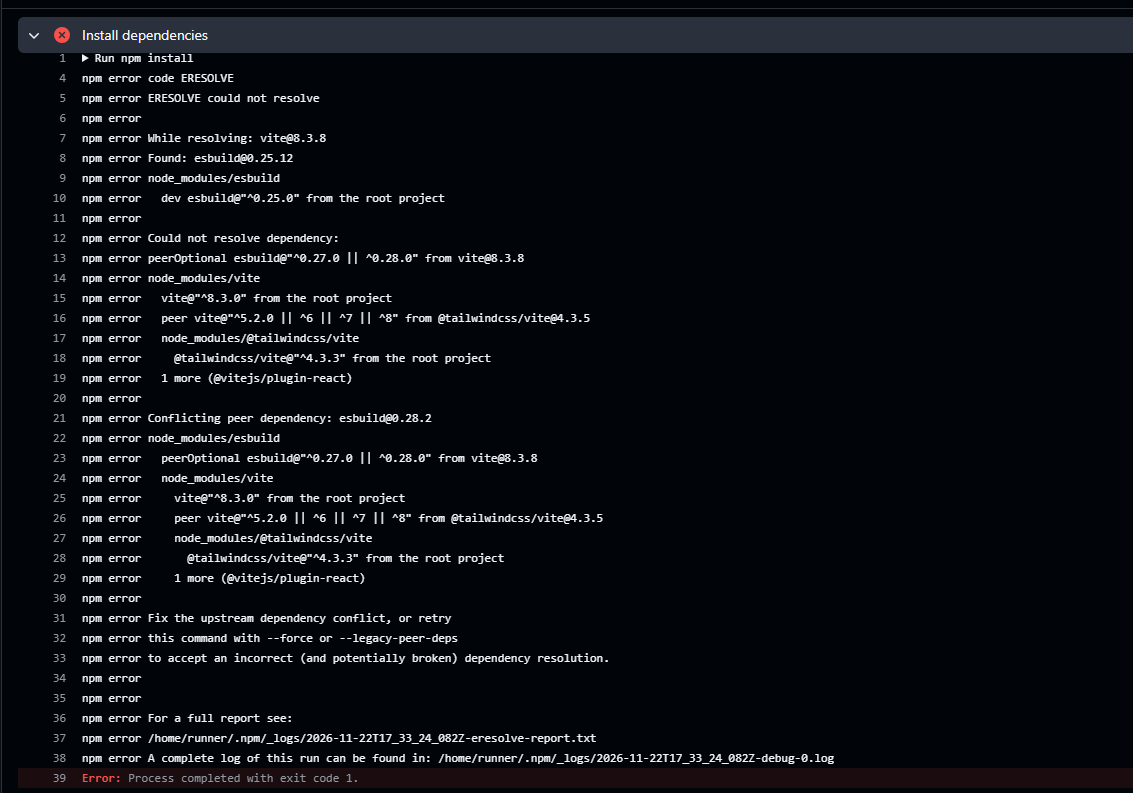 Install dependencies
1 ▶ Run npm install
4 npm error code ERESOLVE
5 npm error ERESOLVE could not resolve
6 npm error
7 npm error While resolving: vite@8.3.8
8 npm error Found: esbuild@0.25.12
9 npm error node_modules/esbuild
10 npm error   dev esbuild@"^0.25.0" from the root project
11 npm error
12 npm error Could not resolve dependency:
13 npm error peerOptional esbuild@"^0.27.0 || ^0.28.0" from vite@8.3.8
14 npm error node_modules/vite
15 npm error   vite@"^8.3.0" from the root project
16 npm error   peer vite@"^5.2.0 || ^6 || ^7 || ^8" from @tailwindcss/vite@4.3.5
17 npm error   node_modules/@tailwindcss/vite
18 npm error     @tailwindcss/vite@"^4.3.3" from the root project
19 npm error   1 more (@vitejs/plugin-react)
20 npm error
21 npm error Conflicting peer dependency: esbuild@0.28.2
22 npm error node_modules/esbuild
23 npm error   peerOptional esbuild@"^0.27.0 || ^0.28.0" from vite@8.3.8
24 npm error   node_modules/vite
25 npm error     vite@"^8.3.0" from the root project
26 npm error     peer vite@"^5.2.0 || ^6 || ^7 || ^8" from @tailwindcss/vite@4.3.5
27 npm error     node_modules/@tailwindcss/vite
28 npm error       @tailwindcss/vite@"^4.3.3" from the root project
29 npm error     1 more (@vitejs/plugin-react)
30 npm error
31 npm error Fix the upstream dependency conflict, or retry
32 npm error this command with --force or --legacy-peer-deps
33 npm error to accept an incorrect (and potentially broken) dependency resolution.
34 npm error
35 npm error
36 npm error For a full report see:
37 npm error /home/runner/.npm/_logs/2026-11-22T17_33_24_082Z-eresolve-report.txt
38 npm error A complete log of this run can be found in: /home/runner/.npm/_logs/2026-11-22T17_33_24_082Z-debug-0.log
39 Error: Process completed with exit code 1.